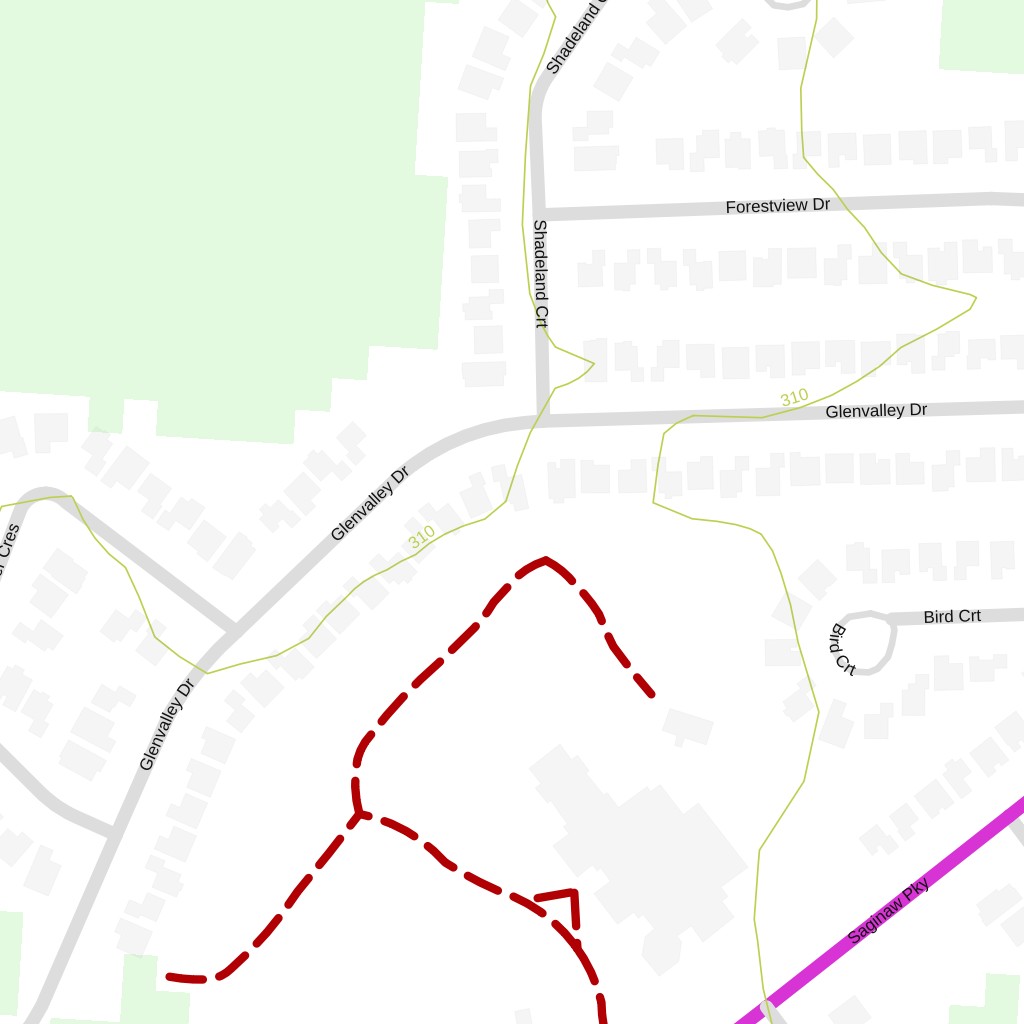 Shadeland C
Forestview Dr
Shadeland Crt
310
Glenvalley Dr
Glenvalley Dr
310
Cres
Bird Crt
Bird Crt
Glenvalley Dr
Saginaw Pky